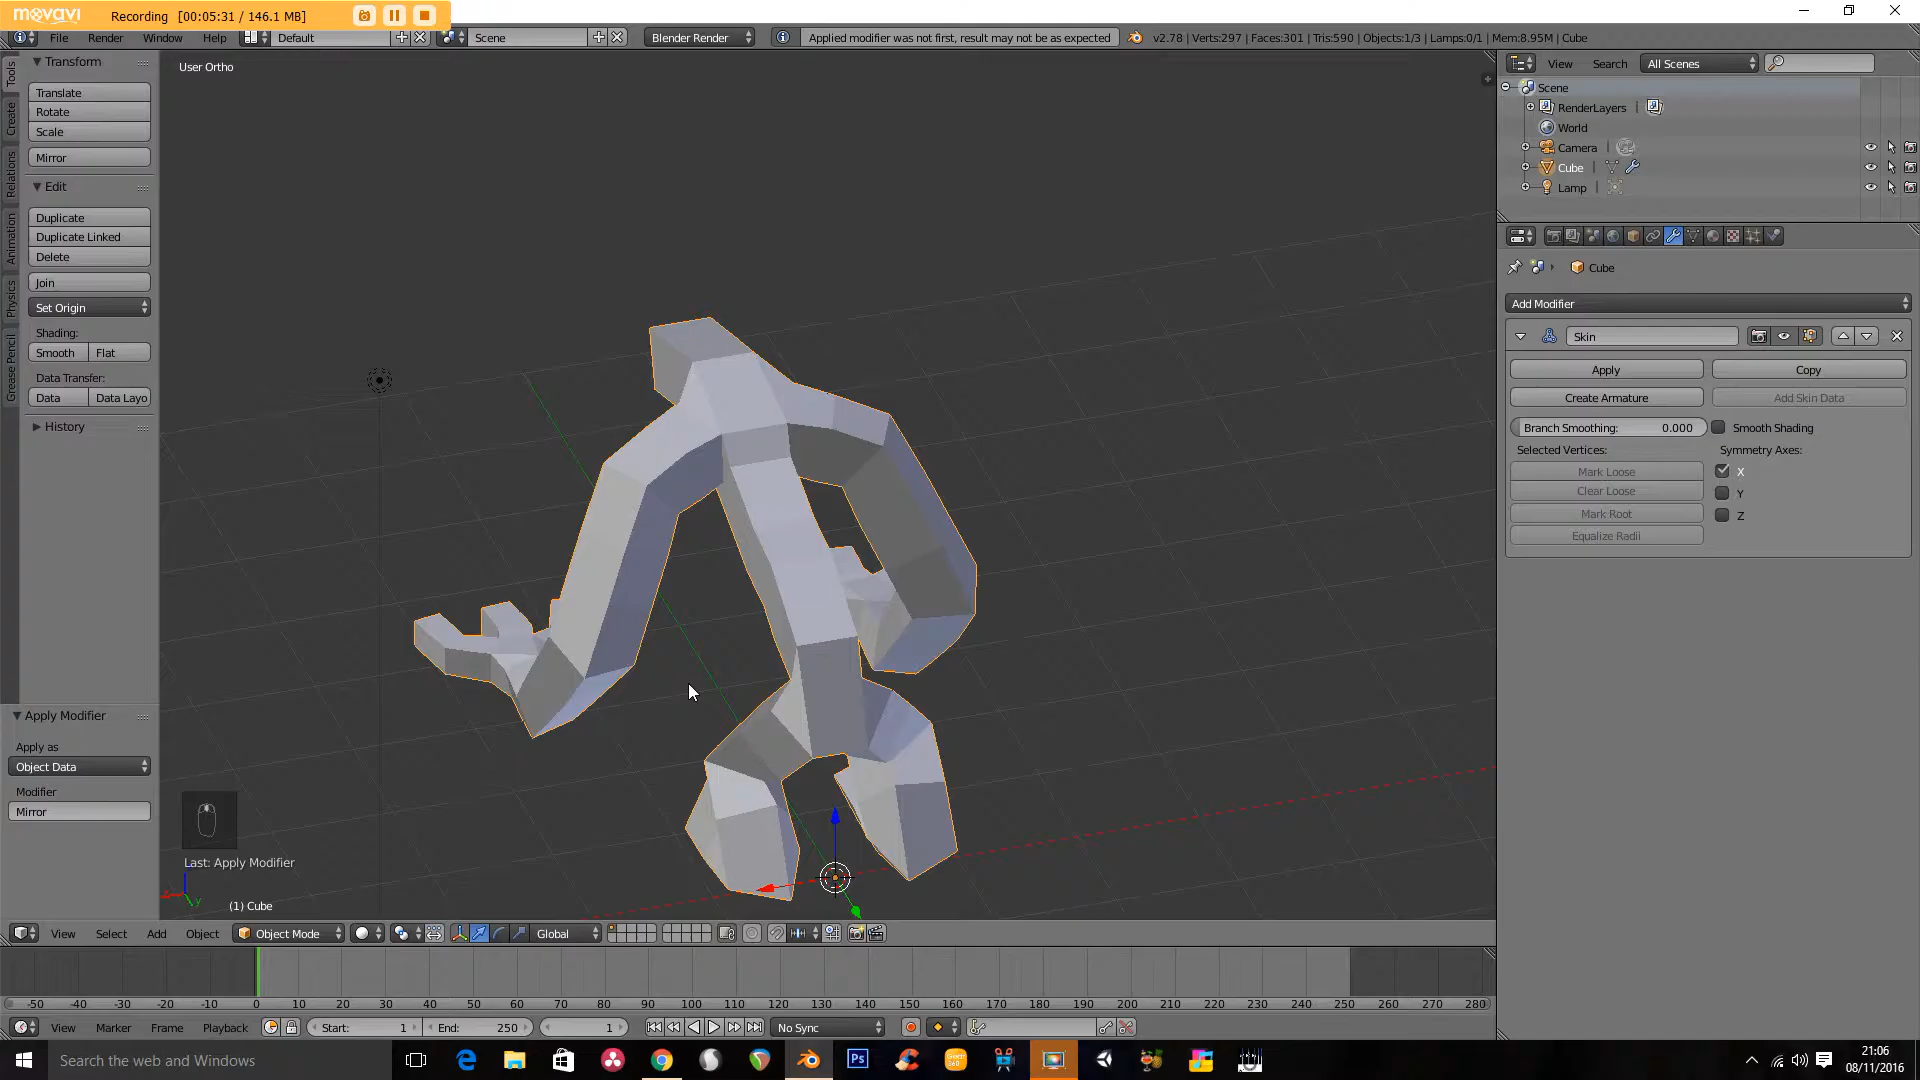 movavi
Recording [00:05:31 / 146.1 MB]
File Render Window Help Default Scene Blender Render Applied modifier was not first, result may not be as expected v2.78 | Verts:297 | Faces:301 | Tris:590 | Objects:1/3 | Lamps:0/1 | Mem:8.95M | Cube
Tools
Create
Relations
Animation
Physics
Grease Pencil
Transform
Translate
Rotate
Scale
Mirror
Edit
Duplicate
Duplicate Linked
Delete
Join
Set Origin
Shading:
Smooth Flat
Data Transfer:
Data Data Layo
History
Apply Modifier
Apply as
Object Data
Modifier
Mirror
User Ortho
Last: Apply Modifier
(1) Cube
View Search All Scenes
Scene
RenderLayers
World
Camera
Cube
Lamp
Cube
Add Modifier
Skin
Apply Copy
Create Armature Add Skin Data
Branch Smoothing: 0.000 Smooth Shading
Selected Vertices: Symmetry Axes:
Mark Loose X
Clear Loose Y
Mark Root Z
Equalize Radii
View Select Add Object Object Mode Global
-50 -40 -30 -20 -10 0 10 20 30 40 50 60 70 80 90 100 110 120 130 140 150 160 170 180 190 200 210 220 230 240 250 260 270 280
View Marker Frame Playback Start: 1 End: 250 1 No Sync
Search the web and Windows
21:06
08/11/2016